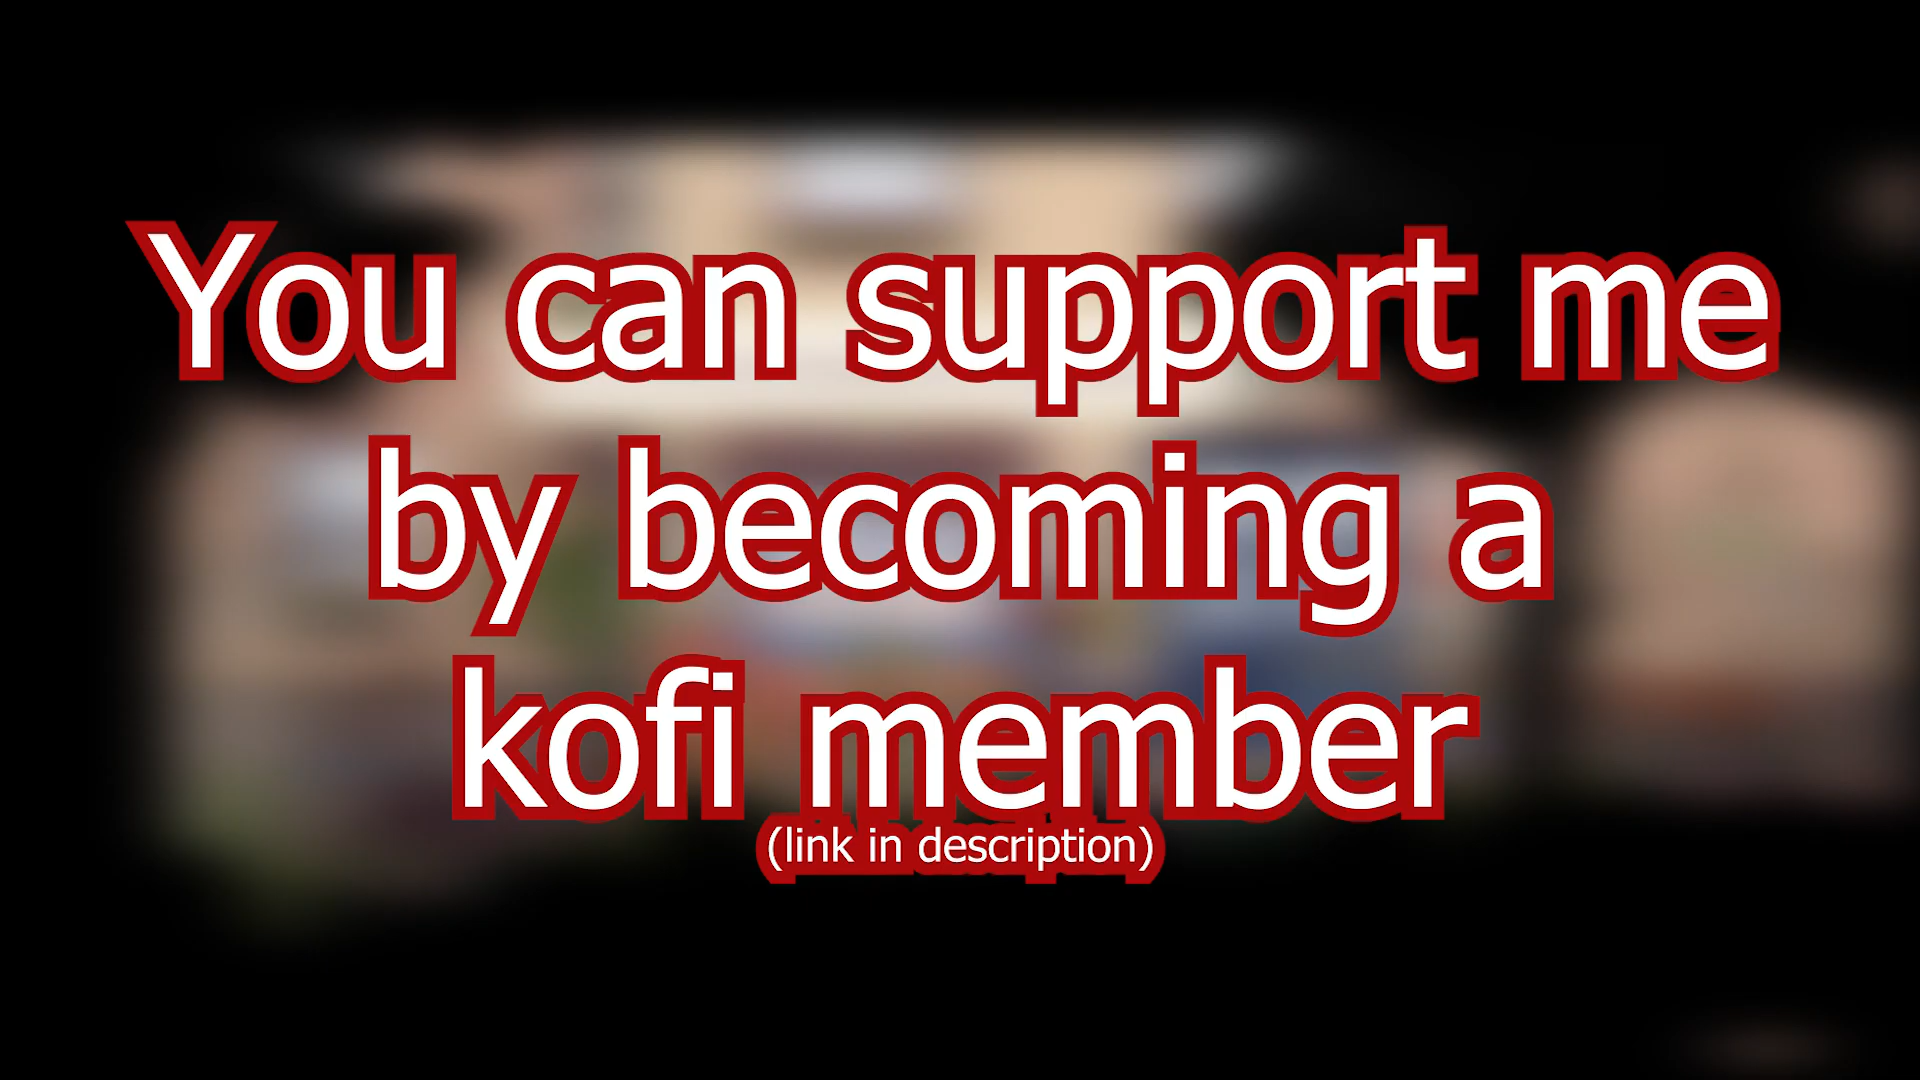 You can support me
by becoming a
kofi member
(link in description)